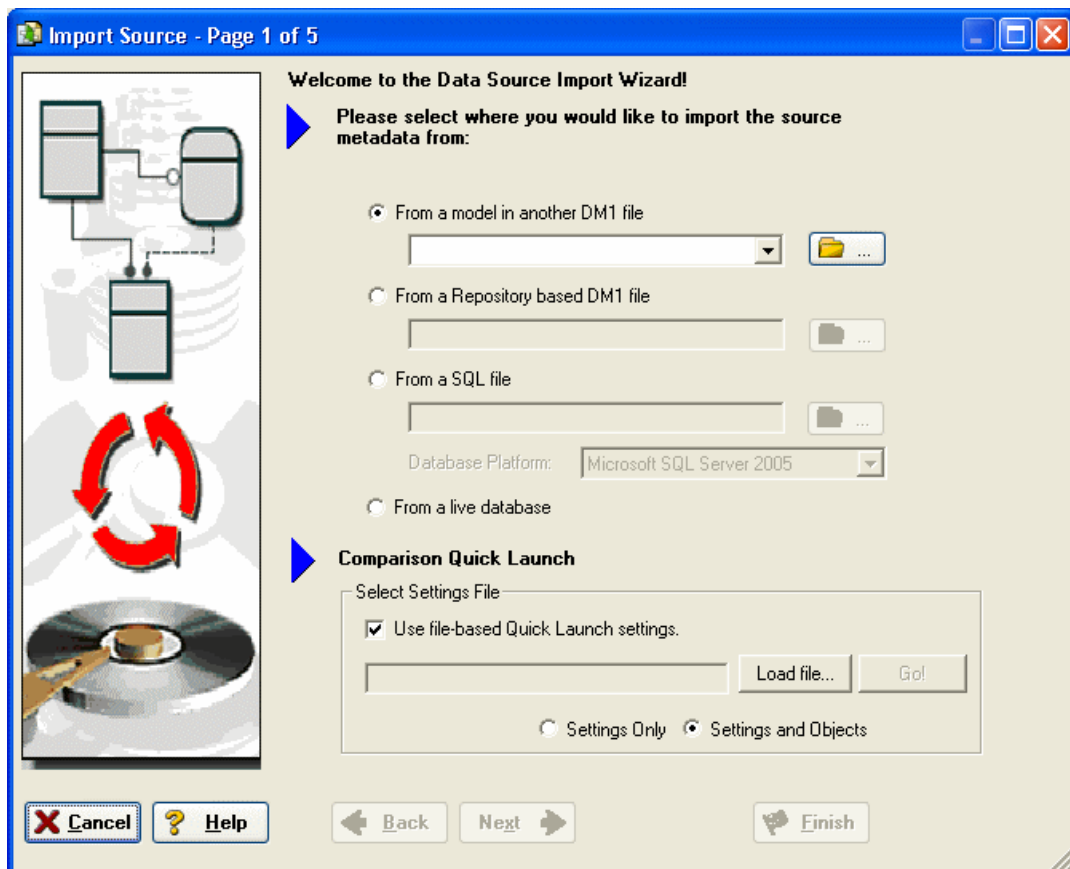 Import Source - Page 1 of 5
Welcome to the Data Source Import Wizard!
Please select where you would like to import the source
metadata from:
From a model in another DM1 file
...
From a Repository based DM1 file
...
From a SQL file
...
Database Platform: Microsoft SQL Server 2005
From a live database
Comparison Quick Launch
Select Settings File
Use file-based Quick Launch settings.
Load file... Go!
Settings Only Settings and Objects
Cancel Help Back Next Finish